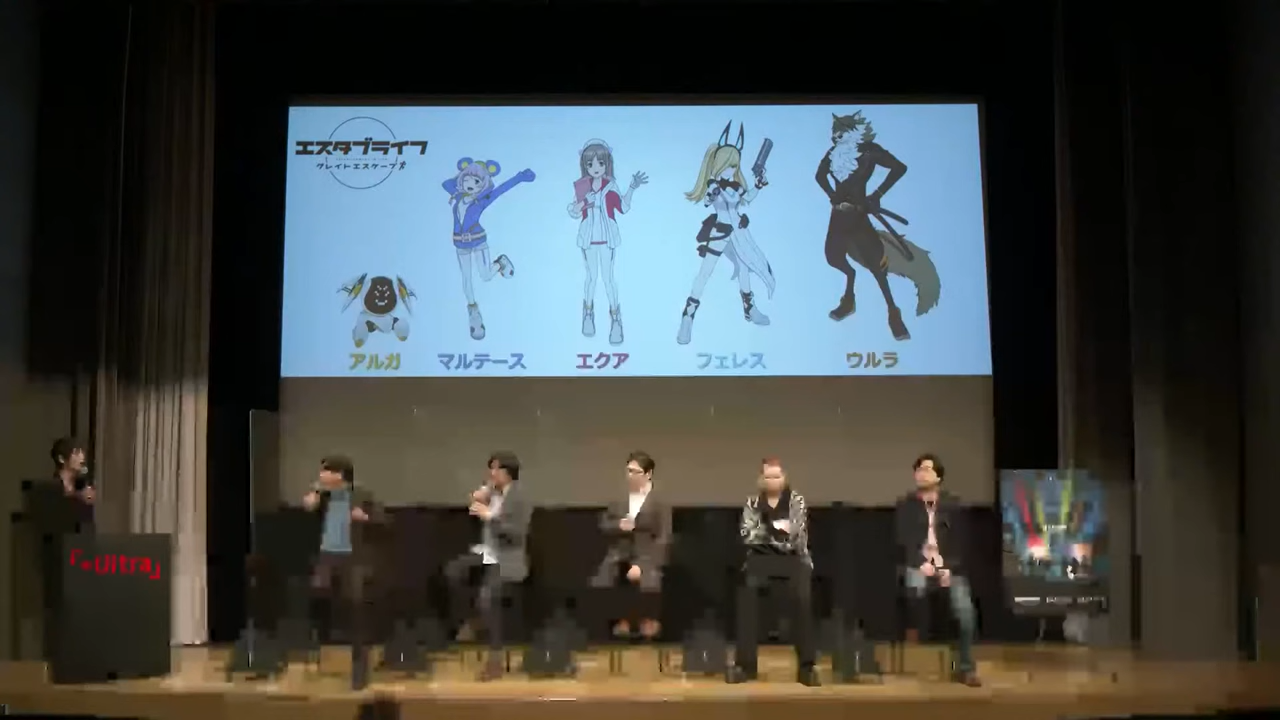 エスタブライフ
グレイトエスケープ
アルガ
マルテース
エクア
フェレス
ウルラ
「+Ultra」